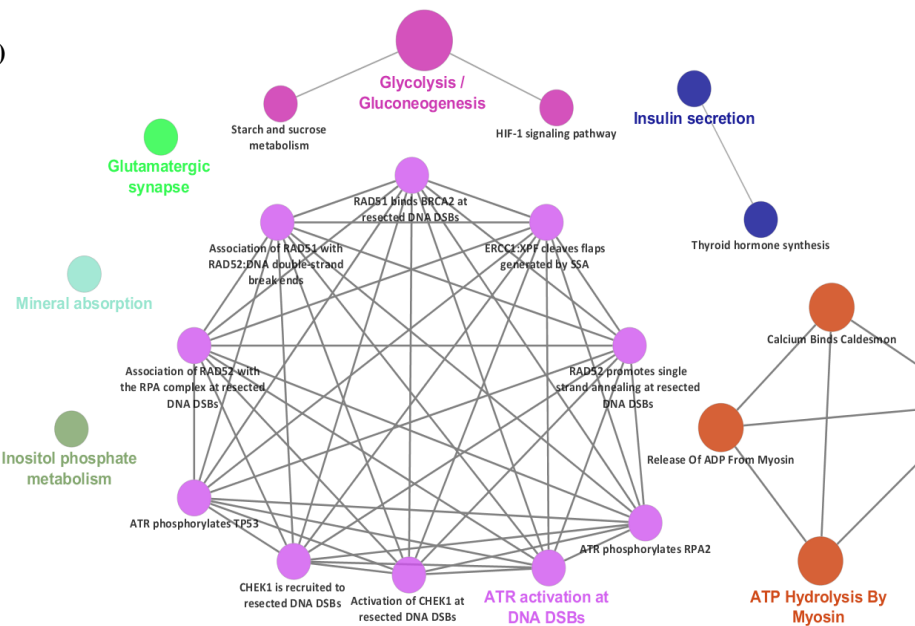 )
Glycolysis /
Gluconeogenesis
Starch and sucrose
metabolism
HIF-1 signaling pathway
Insulin secretion
Thyroid hormone synthesis
Glutamatergic
synapse
Mineral absorption
Inositol phosphate
metabolism
RAD51 binds BRCA2 at
resected DNA DSBs
Association of RAD51 with
RAD52:DNA double-strand
break ends
ERCC1:XPF cleaves flaps
generated by SSA
Association of RAD52 with
the RPA complex at resected
DNA DSBs
RAD52 promotes single
strand annealing at resected
DNA DSBs
ATR phosphorylates TP53
ATR phosphorylates RPA2
CHEK1 is recruited to
resected DNA DSBs
Activation of CHEK1 at
resected DNA DSBs
ATR activation at
DNA DSBs
Calcium Binds Caldesmon
Release Of ADP From Myosin
ATP Hydrolysis By
Myosin